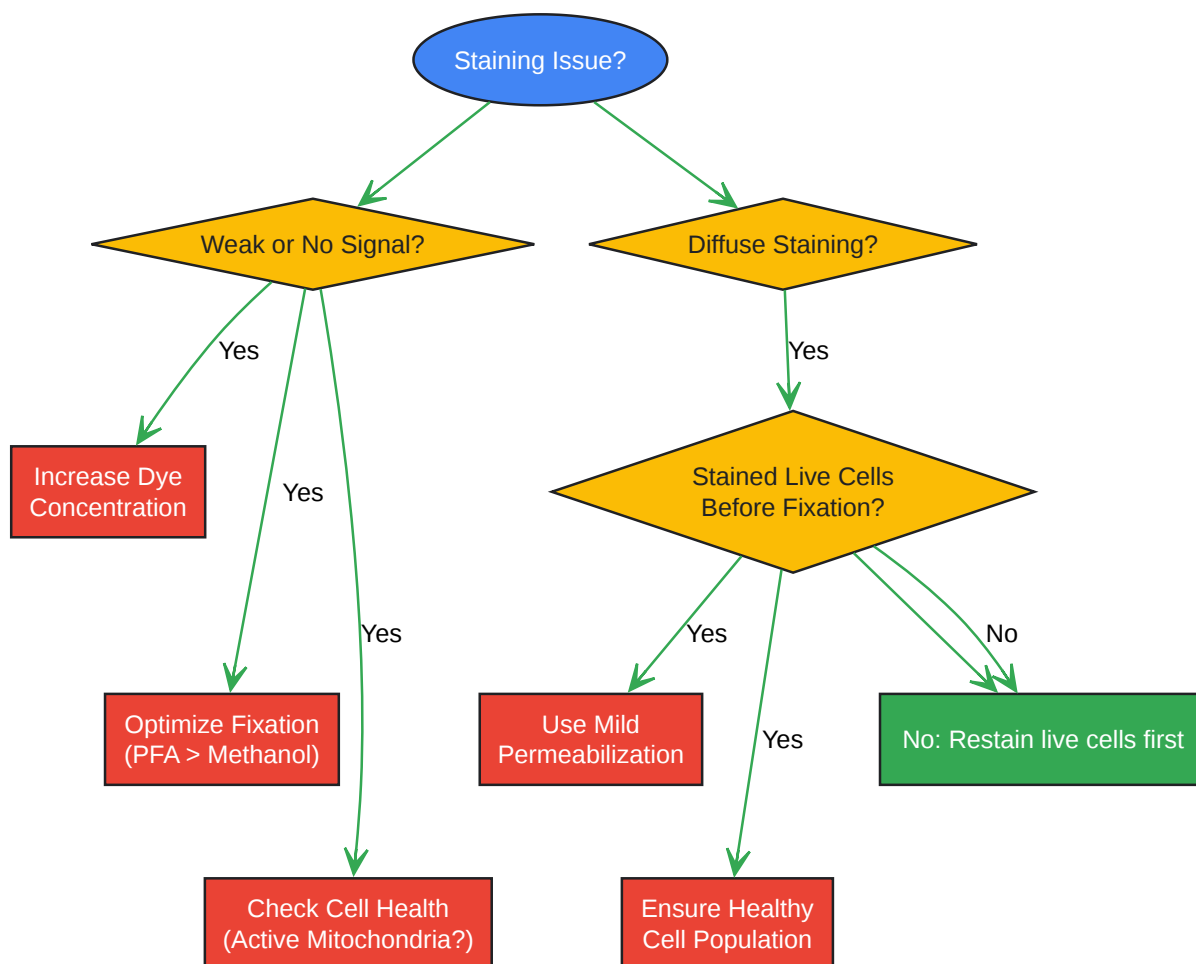 Staining Issue?
Weak or No Signal?
Diffuse Staining?
Yes
Yes
Increase Dye
Concentration
Yes
Stained Live Cells
Before Fixation?
Yes
Yes
No
Optimize Fixation
(PFA > Methanol)
Use Mild
Permeabilization
Yes
No: Restain live cells first
Check Cell Health
(Active Mitochondria?)
Ensure Healthy
Cell Population